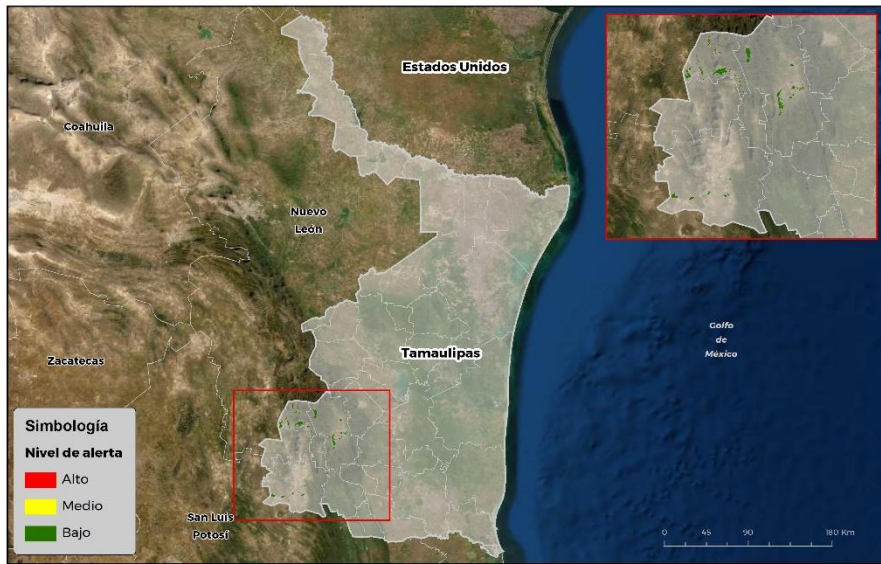 Estados Unidos
Coahuila
Nuevo
León
Golfo
de
México
Tamaulipas
Zacatecas
Simbología
Nivel de alerta
Alto
Medio
Bajo
San Luis
Potosí
0 45 90 180 Km